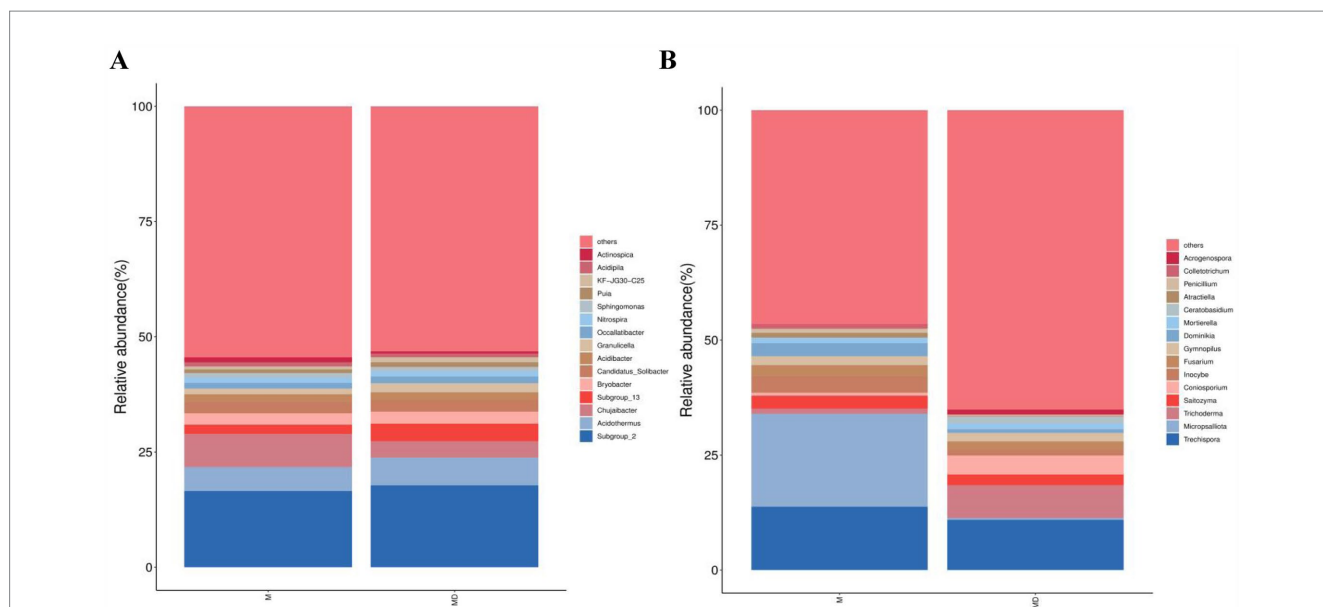 A
Relative abundance(%)
100
75
50
25
0
M
MD
others
Actinospica
Acidipila
KF-JG30-C25
Puia
Sphingomonas
Nitrospira
Occallatibacter
Granulicella
Acidibacter
Candidatus_Solibacter
Bryobacter
Subgroup_13
Chujaibacter
Acidothermus
Subgroup_2
B
Relative abundance(%)
100
75
50
25
0
M
MD
others
Acrogenospora
Colletotrichum
Penicillium
Atractiella
Ceratobasidium
Mortierella
Dominikia
Gymnopilus
Fusarium
Inocybe
Coniosporium
Saitozyma
Trichoderma
Micropsalliota
Trechispora